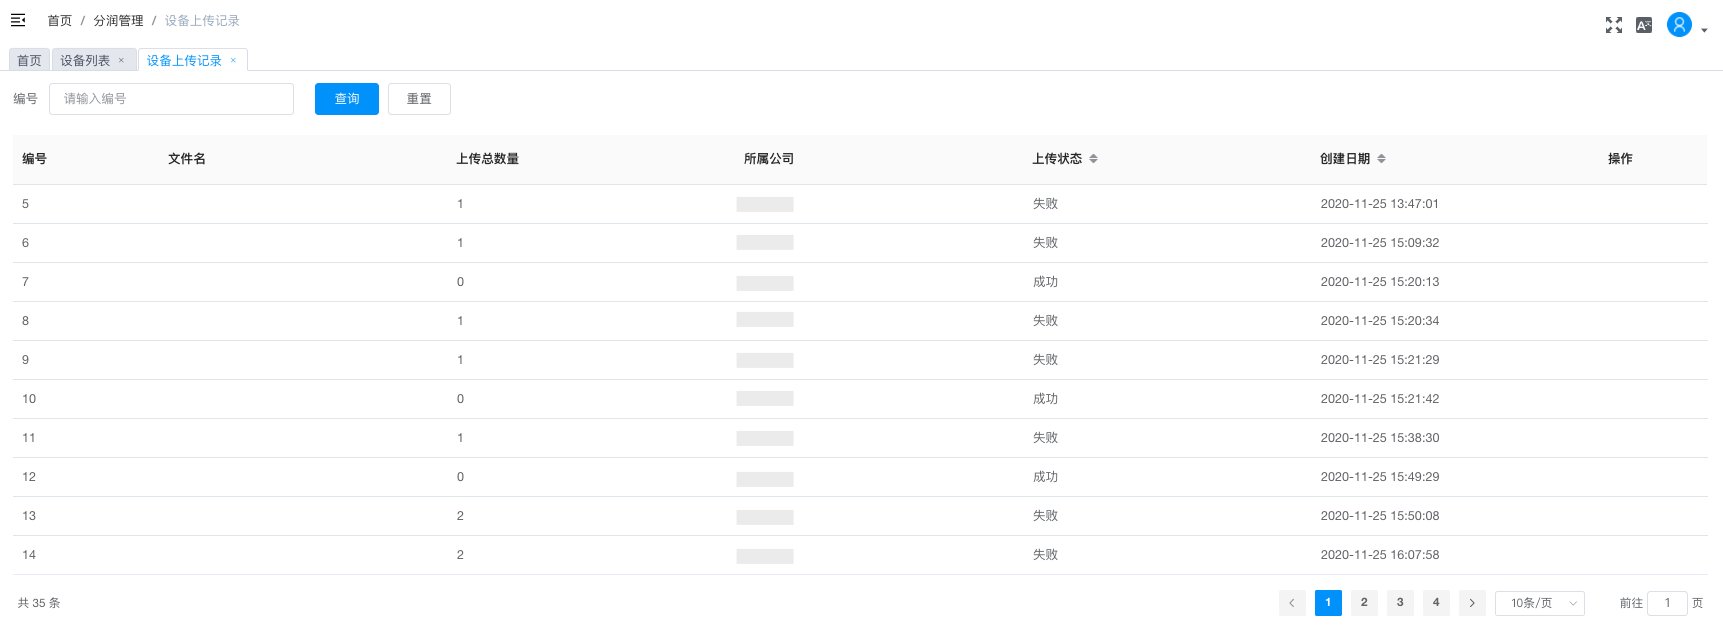 首页 / 分润管理 / 设备上传记录
首页 设备列表 × 设备上传记录 ×
编号 请输入编号 查询 重置
编号 文件名 上传总数量 所属公司 上传状态 创建日期 操作
5 1 失败 2020-11-25 13:47:01
6 1 失败 2020-11-25 15:09:32
7 0 成功 2020-11-25 15:20:13
8 1 失败 2020-11-25 15:20:34
9 1 失败 2020-11-25 15:21:29
10 0 成功 2020-11-25 15:21:42
11 1 失败 2020-11-25 15:38:30
12 0 成功 2020-11-25 15:49:29
13 2 失败 2020-11-25 15:50:08
14 2 失败 2020-11-25 16:07:58
共 35 条 1 2 3 4 10条/页 前往 1 页